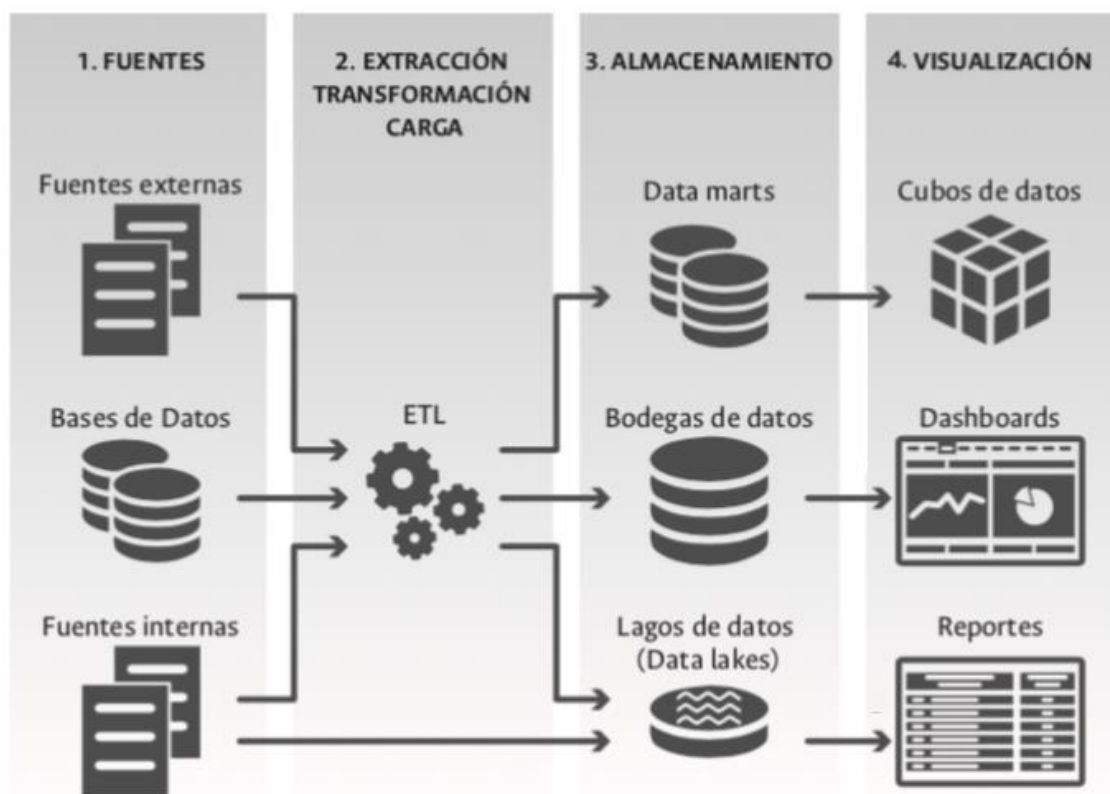 1. FUENTES
2. EXTRACCIÓN
TRANSFORMACIÓN
CARGA
3. ALMACENAMIENTO
4. VISUALIZACIÓN
Fuentes externas
Data marts
Cubos de datos
Bases de Datos
ETL
Bodegas de datos
Dashboards
Fuentes internas
Lagos de datos
(Data lakes)
Reportes